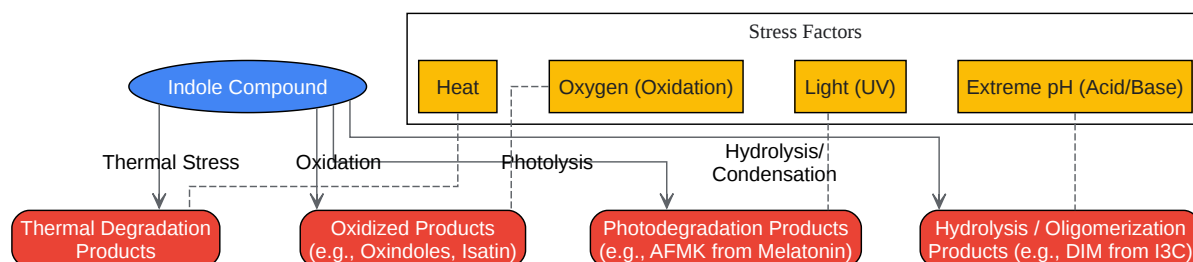 Stress Factors
Indole Compound
Heat
Oxygen (Oxidation)
Light (UV)
Extreme pH (Acid/Base)
Thermal Stress
Oxidation
Photolysis
Hydrolysis/
Condensation
Thermal Degradation
Products
Oxidized Products
(e.g., Oxindoles, Isatin)
Photodegradation Products
(e.g., AFMK from Melatonin)
Hydrolysis / Oligomerization
Products (e.g., DIM from I3C)